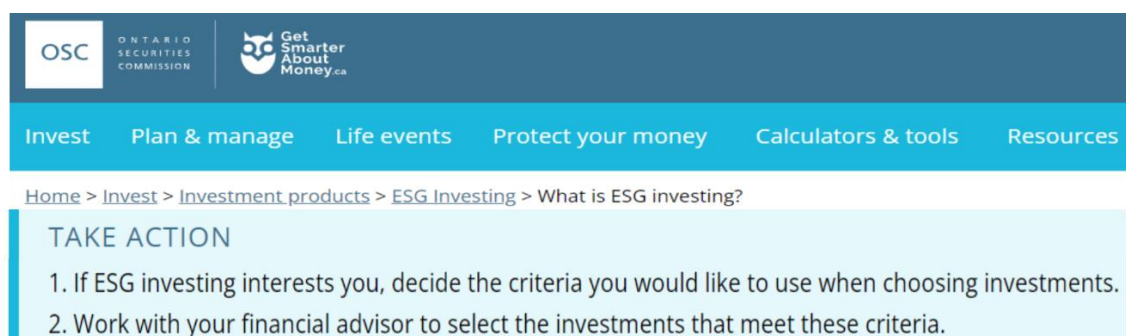 OSC
ONTARIO
SECURITIES
COMMISSION
Get
Smarter
About
Money.ca
Invest Plan & manage Life events Protect your money Calculators & tools Resources
Home > Invest > Investment products > ESG Investing > What is ESG investing?
TAKE ACTION
1. If ESG investing interests you, decide the criteria you would like to use when choosing investments.
2. Work with your financial advisor to select the investments that meet these criteria.